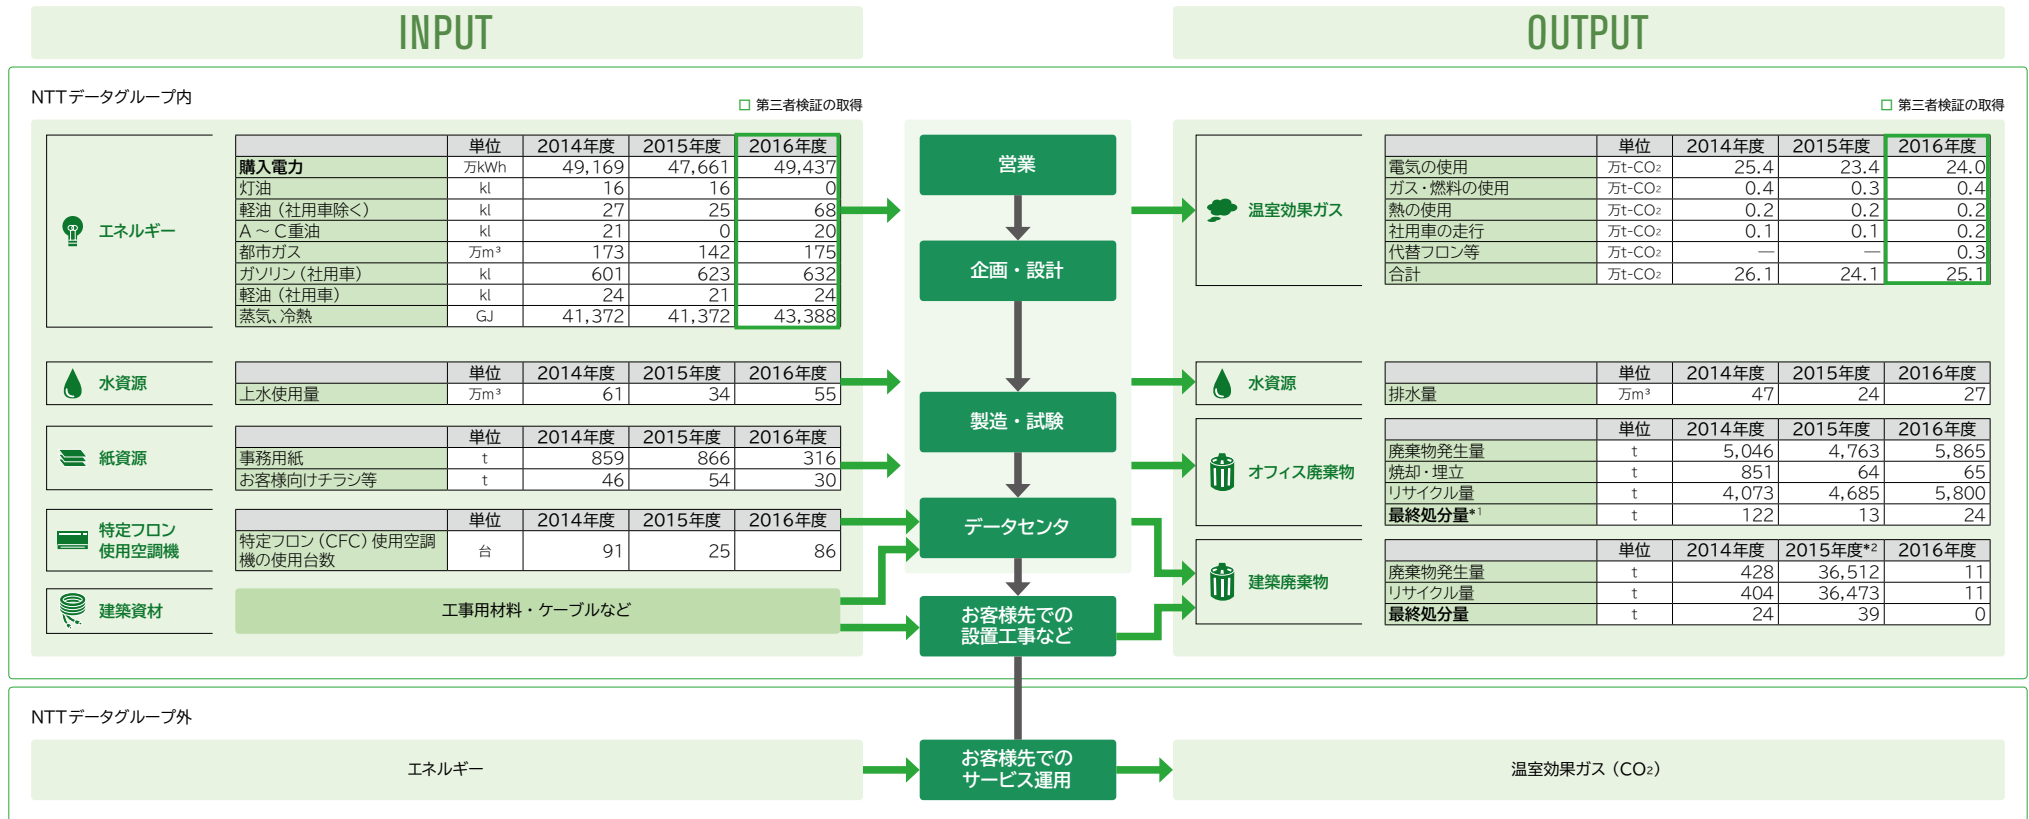 INPUT
OUTPUT
NTTデータグループ内
□ 第三者検証の取得
□ 第三者検証の取得
エネルギー
単位 2014年度 2015年度 2016年度
購入電力 万kWh 49,169 47,661 49,437
灯油 kl 16 16 0
軽油（社用車除く） kl 27 25 68
A～C重油 kl 21 0 20
都市ガス 万m³ 173 142 175
ガソリン（社用車） kl 601 623 632
軽油（社用車） kl 24 21 24
蒸気、冷熱 GJ 41,372 41,372 43,388
水資源
単位 2014年度 2015年度 2016年度
上水使用量 万m³ 61 34 55
紙資源
単位 2014年度 2015年度 2016年度
事務用紙 t 859 866 316
お客様向けチラシ等 t 46 54 30
特定フロン
使用空調機
単位 2014年度 2015年度 2016年度
特定フロン（CFC）使用空調
機の使用台数 台 91 25 86
建築資材
工事用材料・ケーブルなど
営業
企画・設計
製造・試験
データセンタ
お客様先での
設置工事など
温室効果ガス
単位 2014年度 2015年度 2016年度
電気の使用 万t-CO₂ 25.4 23.4 24.0
ガス・燃料の使用 万t-CO₂ 0.4 0.3 0.4
熱の使用 万t-CO₂ 0.2 0.2 0.2
社用車の走行 万t-CO₂ 0.1 0.1 0.2
代替フロン等 万t-CO₂ — — 0.3
合計 万t-CO₂ 26.1 24.1 25.1
水資源
単位 2014年度 2015年度 2016年度
排水量 万m³ 47 24 27
オフィス廃棄物
単位 2014年度 2015年度 2016年度
廃棄物発生量 t 5,046 4,763 5,865
焼却・埋立 t 851 64 65
リサイクル量 t 4,073 4,685 5,800
最終処分量*¹ t 122 13 24
建築廃棄物
単位 2014年度 2015年度*² 2016年度
廃棄物発生量 t 428 36,512 11
リサイクル量 t 404 36,473 11
最終処分量 t 24 39 0
NTTデータグループ外
エネルギー
お客様先での
サービス運用
温室効果ガス（CO₂）